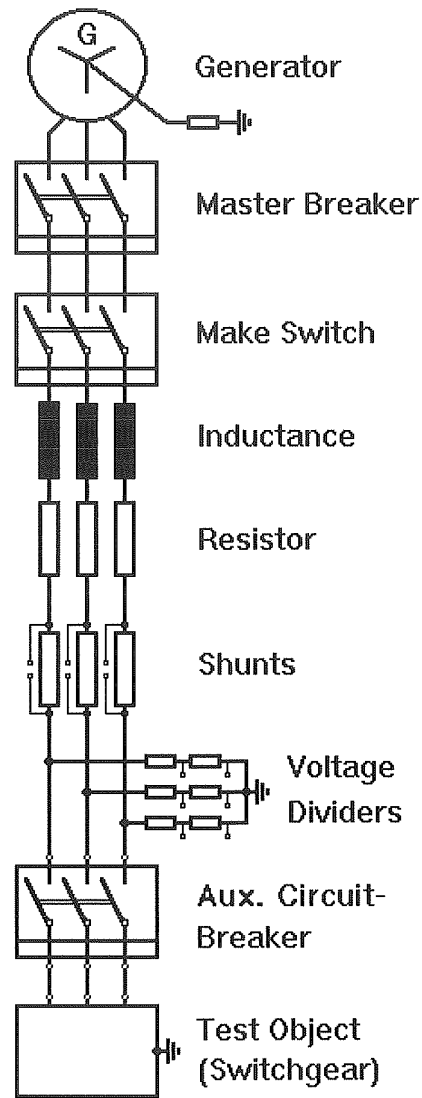 G
Generator
Master Breaker
Make Switch
Inductance
Resistor
Shunts
Voltage
Dividers
Aux. Circuit-
Breaker
Test Object
(Switchgear)